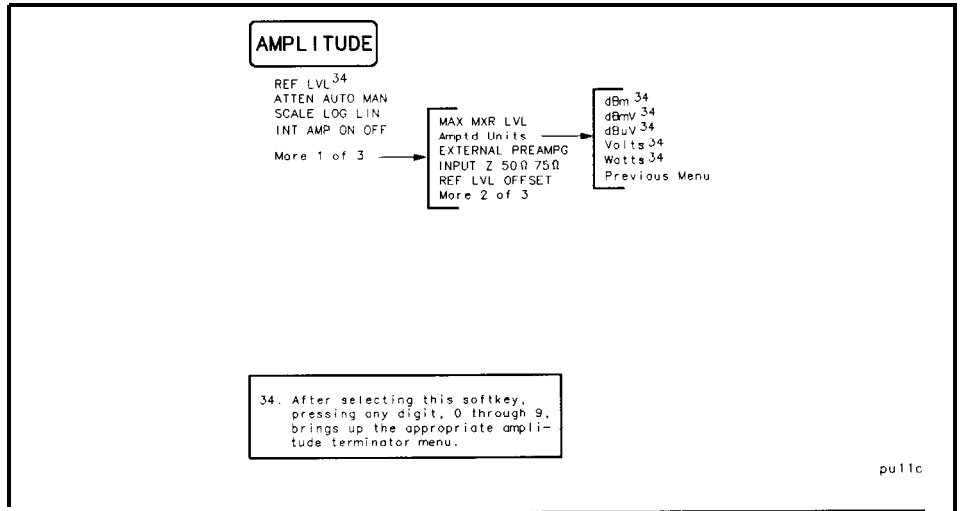 AMPLITUDE
REF LVL34
ATTEN AUTO MAN
SCALE LOG LIN
INT AMP ON OFF
More 1 of 3
MAX MXR LVL
Amptd Units
EXTERNAL PREAMPG
INPUT Z 50Ω 75Ω
REF LVL OFFSET
More 2 of 3
dBm 34
dBmV 34
dBuV 34
Volts 34
Watts 34
Previous Menu
34. After selecting this softkey,
pressing any digit, 0 through 9,
brings up the appropriate ampli-
tude terminator menu.
pu11c